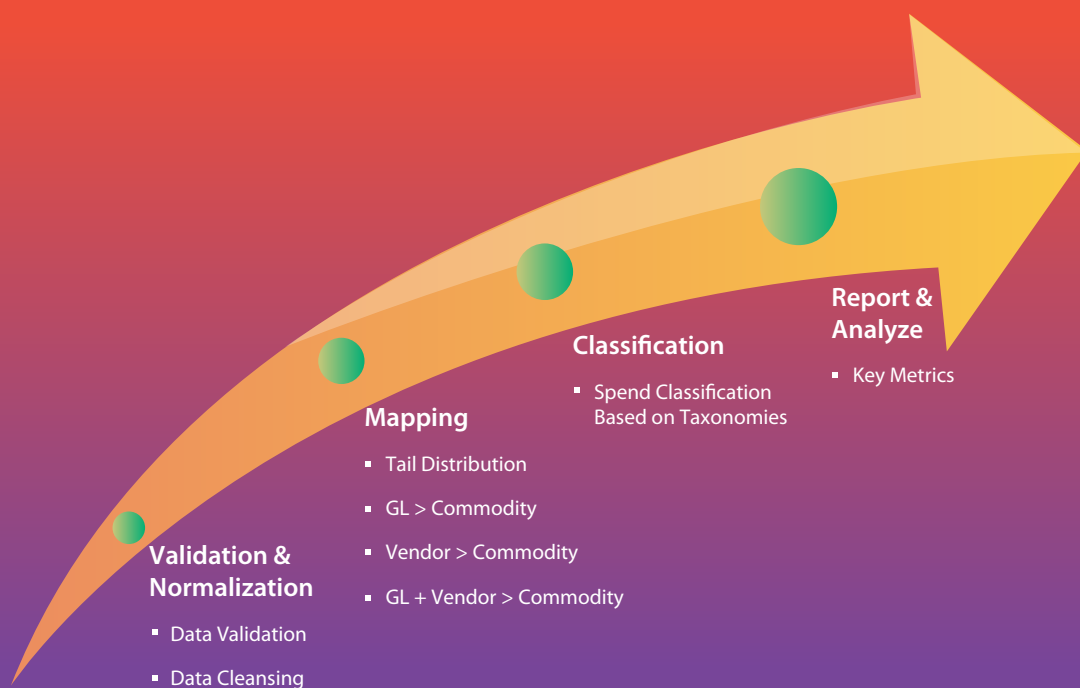 Validation &
Normalization
▪ Data Validation
▪ Data Cleansing
Mapping
▪ Tail Distribution
▪ GL > Commodity
▪ Vendor > Commodity
▪ GL + Vendor > Commodity
Classification
▪ Spend Classification
Based on Taxonomies
Report &
Analyze
▪ Key Metrics